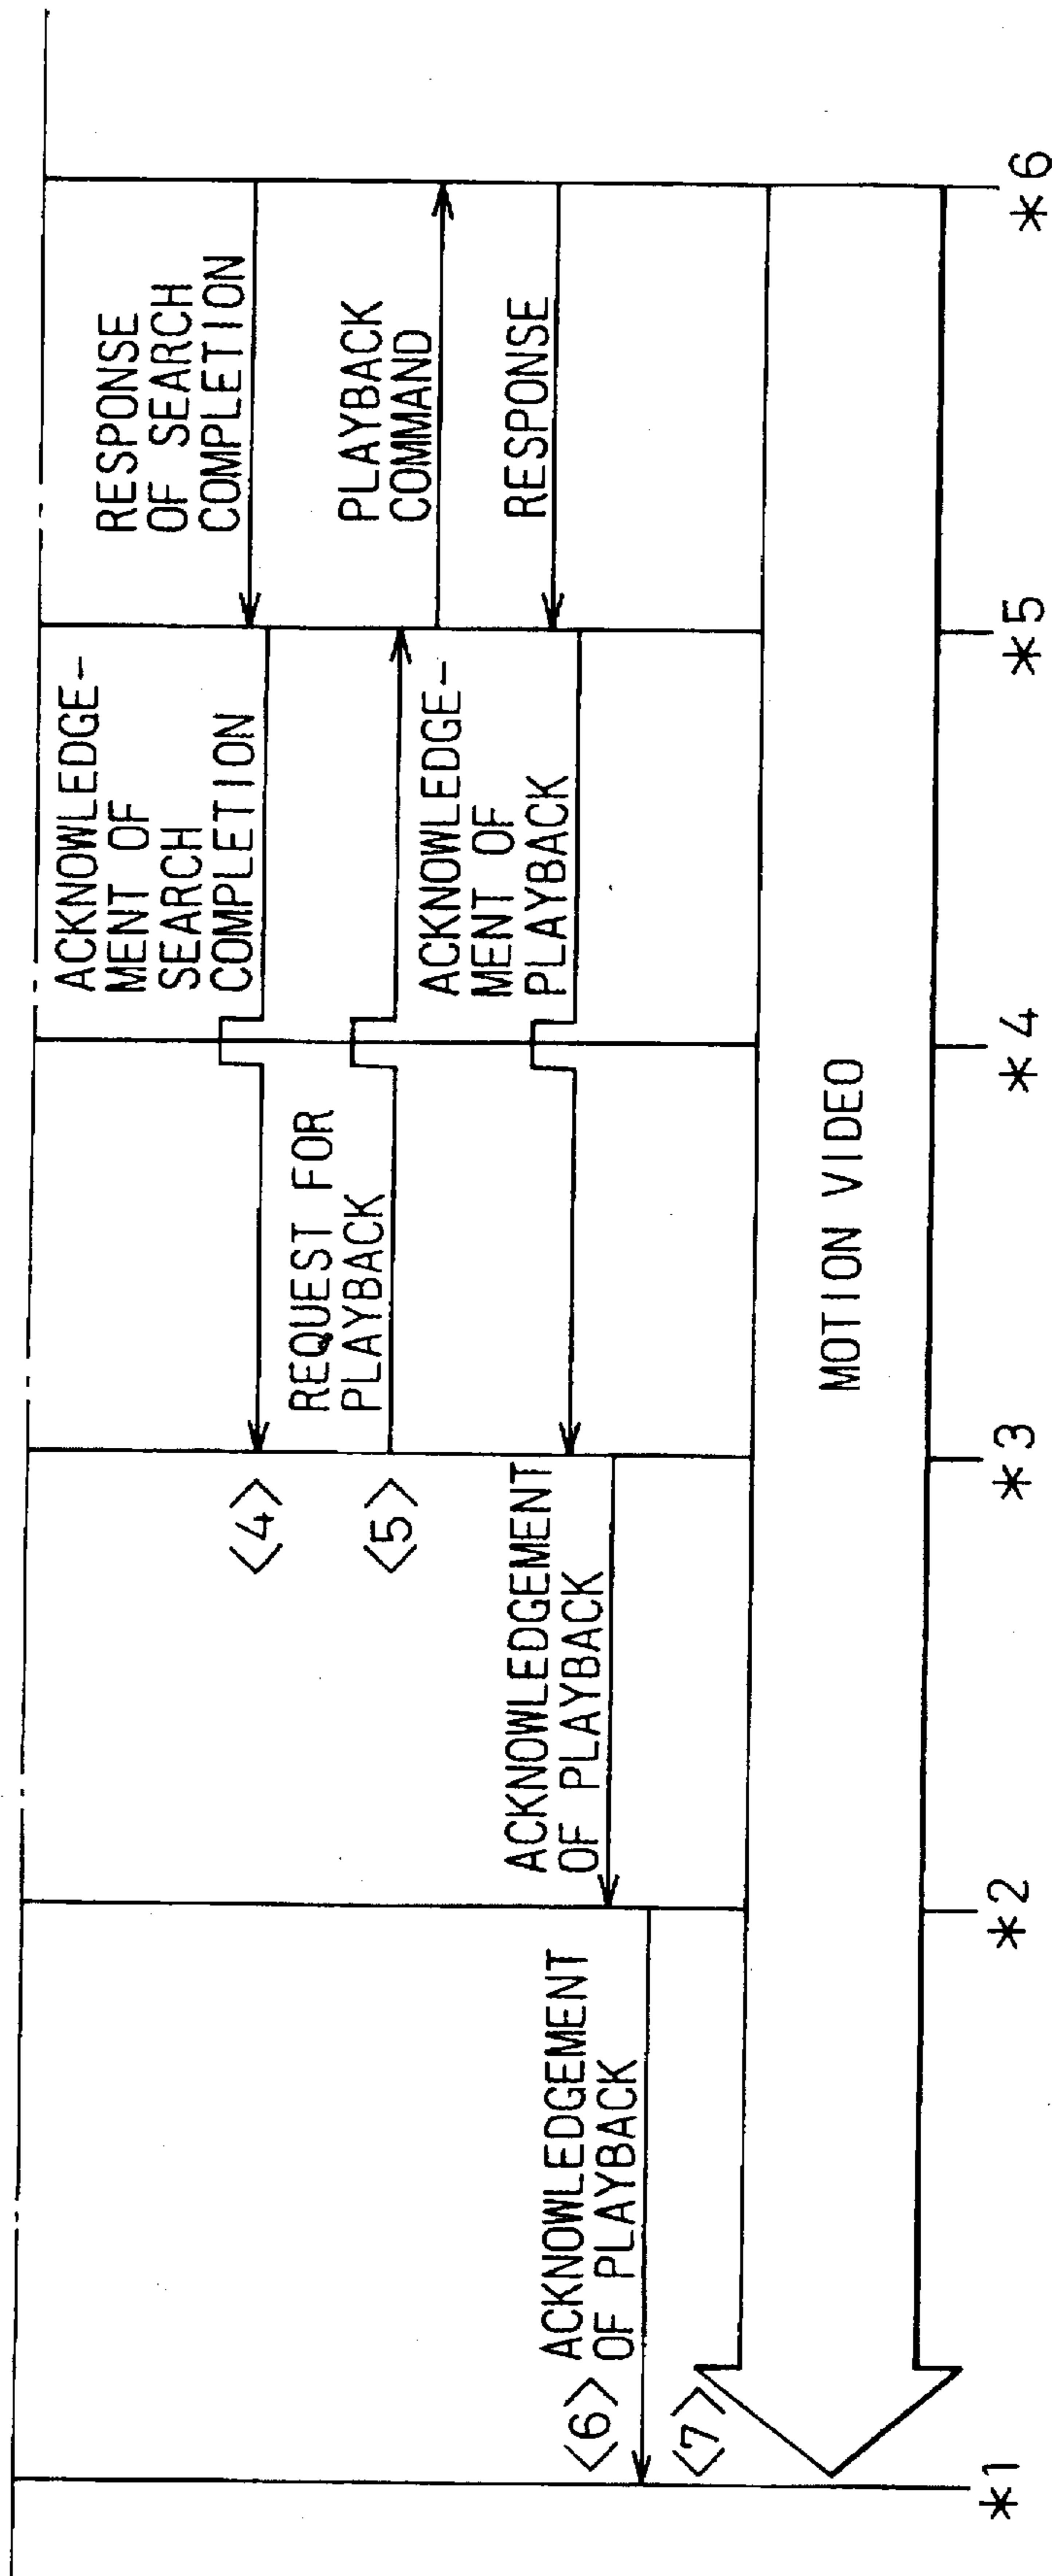 ACKNOWLEDGE-
MENT OF
SEARCH
COMPLETION
RESPONSE
OF SEARCH
COMPLETION
<4>
REQUEST FOR
PLAYBACK
<5>
PLAYBACK
COMMAND
ACKNOWLEDGE-
MENT OF
PLAYBACK
RESPONSE
ACKNOWLEDGEMENT
OF PLAYBACK
<6> ACKNOWLEDGEMENT
OF PLAYBACK
<7>
MOTION VIDEO
*1
*2
*3
*4
*5
*6